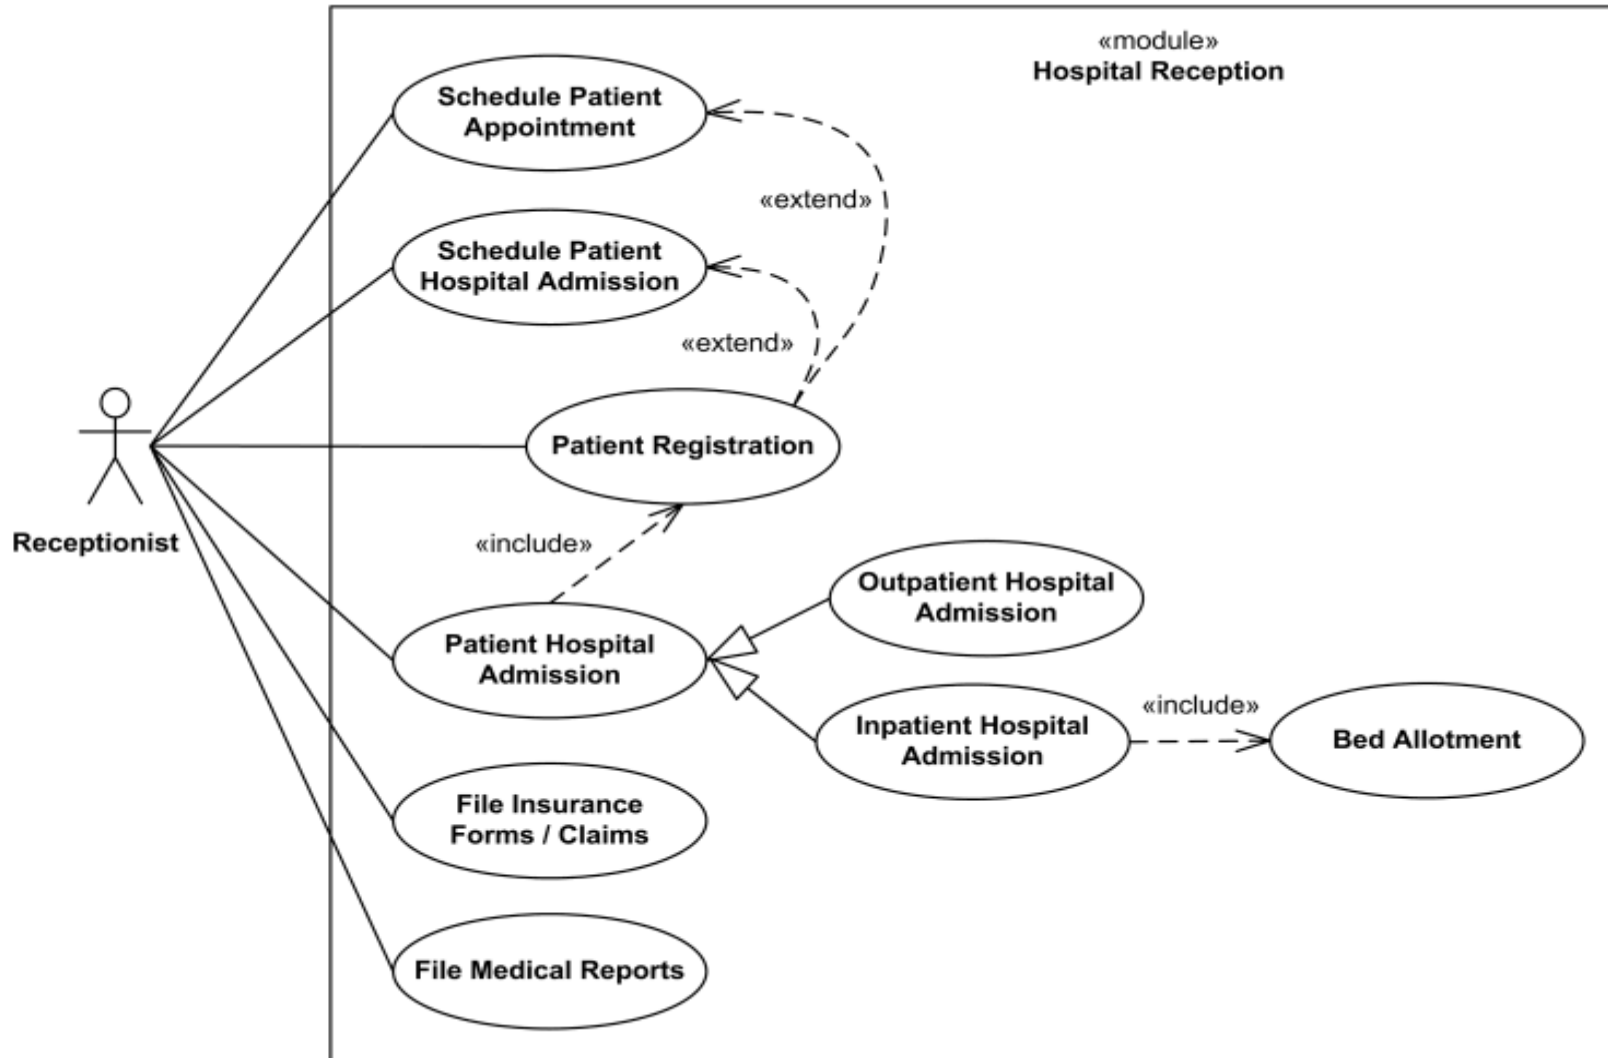 «module»
Hospital Reception
Schedule Patient
Appointment
«extend»
Schedule Patient
Hospital Admission
«extend»
Patient Registration
Receptionist
«include»
Outpatient Hospital
Admission
Patient Hospital
Admission
Inpatient Hospital
Admission
«include»
Bed Allotment
File Insurance
Forms / Claims
File Medical Reports